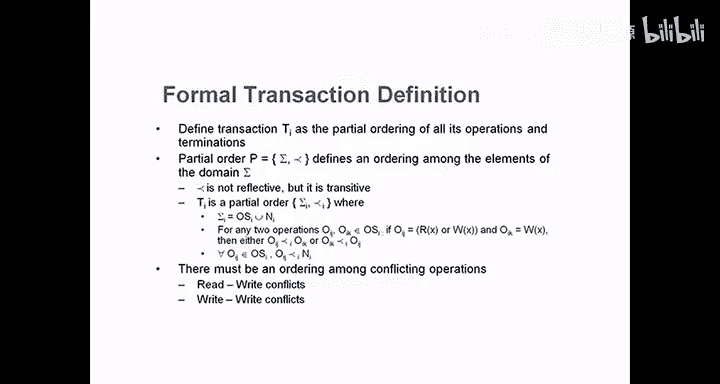 bilibili
Formal Transaction Definition
• Define transaction Tᵢ as the partial ordering of all its operations and
terminations
• Partial order P = { Σ, ≺ } defines an ordering among the elements of
the domain Σ
– ≺ is not reflective, but it is transitive
– Tᵢ is a partial order { Σᵢ, ≺ᵢ } where
• Σᵢ = OSᵢ ∪ Nᵢ
• For any two operations Oᵢⱼ, Oᵢₖ ∈ OSᵢ, if Oᵢⱼ = (R(x) or W(x)) and Oᵢₖ = W(x),
then either Oᵢⱼ ≺ᵢ Oᵢₖ or Oᵢₖ ≺ᵢ Oᵢⱼ
• ∀ Oᵢⱼ ∈ OSᵢ, Oᵢⱼ ≺ᵢ Nᵢ
• There must be an ordering among conflicting operations
– Read – Write conflicts
– Write – Write conflicts